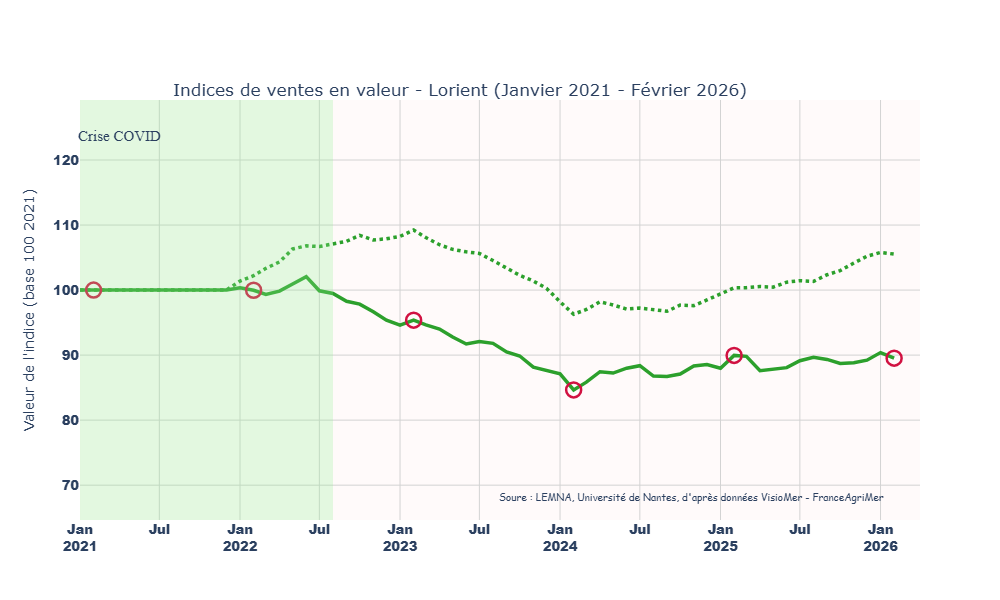 Indices de ventes en valeur - Lorient (Janvier 2021 - Février 2026)
Crise COVID
Valeur de l'indice (base 100 2021)
120
110
100
90
80
70
Soure : LEMNA, Université de Nantes, d'après données VisioMer - FranceAgriMer
Jan Jul Jan Jul Jan Jul Jan Jul Jan Jul Jan
2021 2022 2023 2024 2025 2026